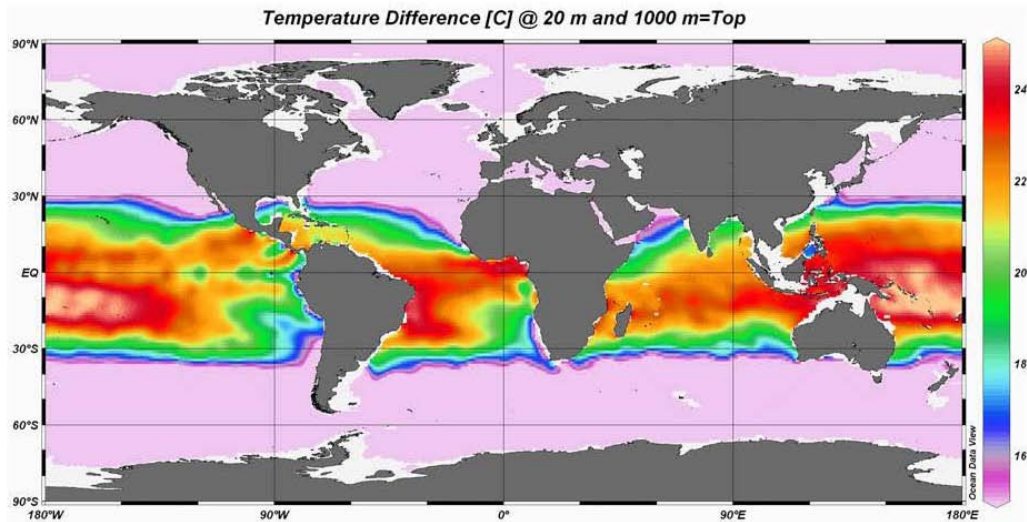 Temperature Difference [C] @ 20 m and 1000 m=Top
90°N
60°N
30°N
EQ
30°S
60°S
90°S
180°W
90°W
0°
90°E
180°E
24
22
20
18
16
Ocean Data View